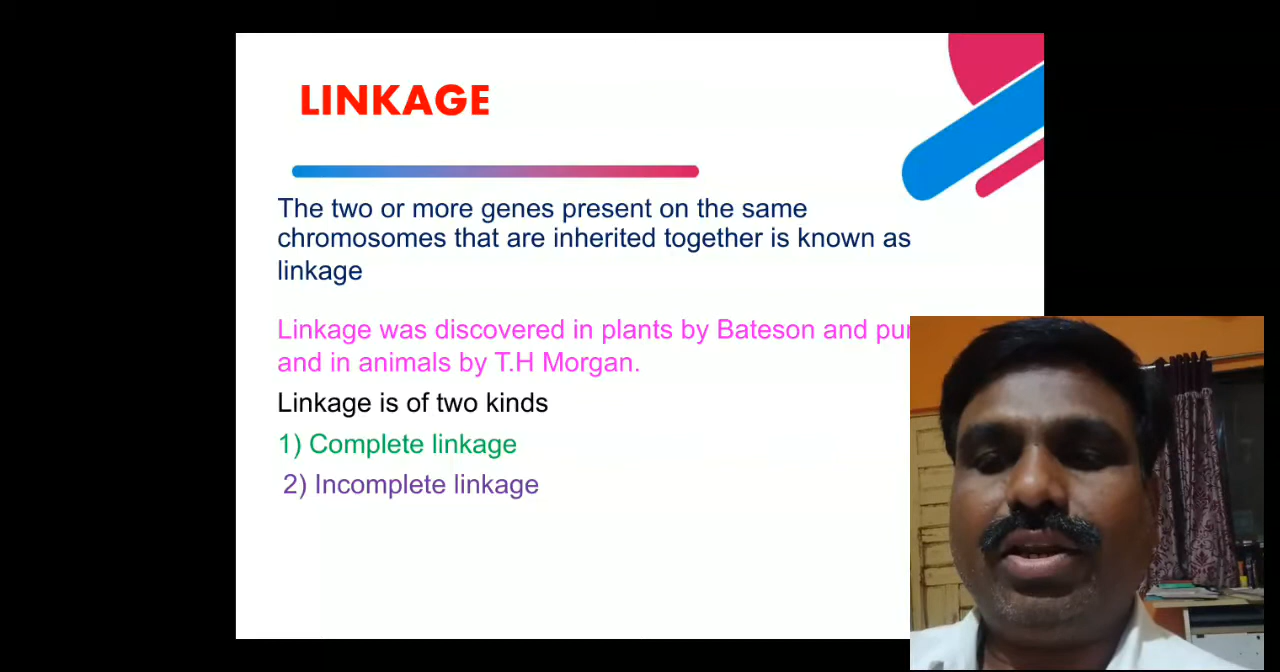 LINKAGE
The two or more genes present on the same
chromosomes that are inherited together is known as
linkage
Linkage was discovered in plants by Bateson and
and in animals by T.H Morgan.
Linkage is of two kinds
1) Complete linkage
2) Incomplete linkage